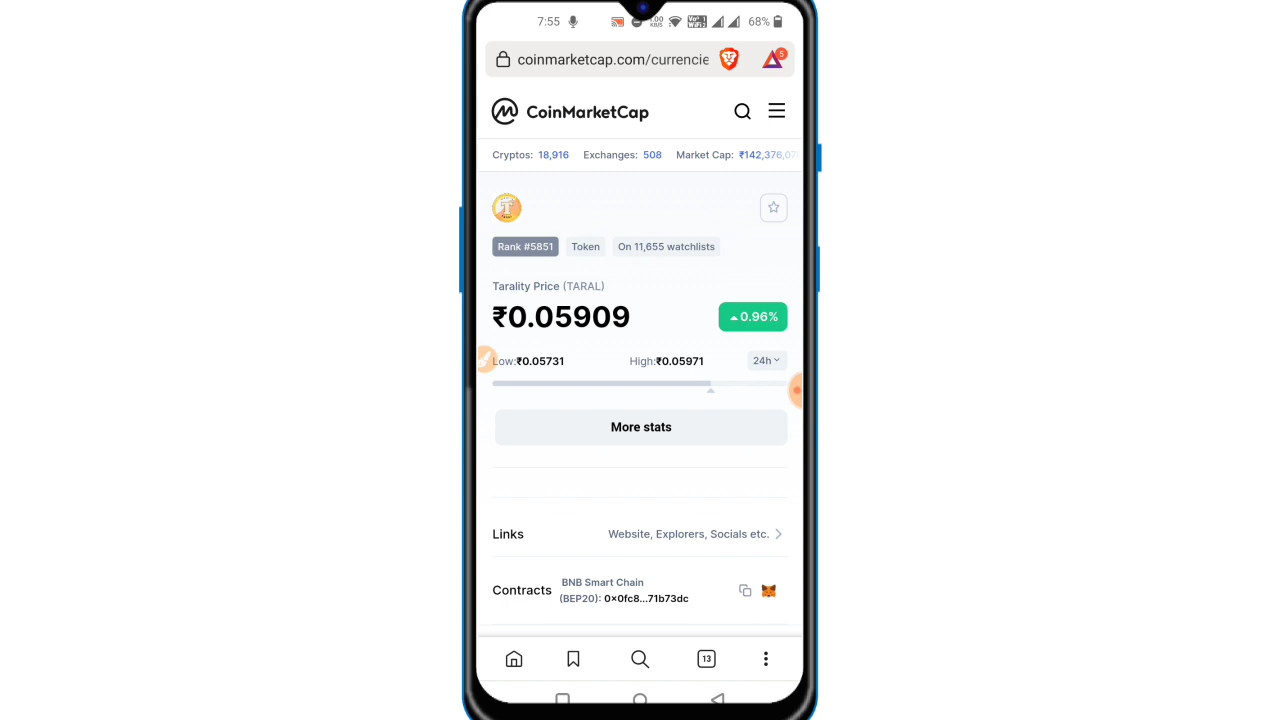 7:55 68%
coinmarketcap.com/currencie 5
CoinMarketCap
Cryptos: 18,916 Exchanges: 508 Market Cap: ₹142,376,07
Rank #5851 Token On 11,655 watchlists
Tarality Price (TARAL)
₹0.05909 0.96%
Low:₹0.05731 High:₹0.05971 24h
More stats
Links Website, Explorers, Socials etc.
BNB Smart Chain
Contracts (BEP20): 0x0fc8...71b73dc
13